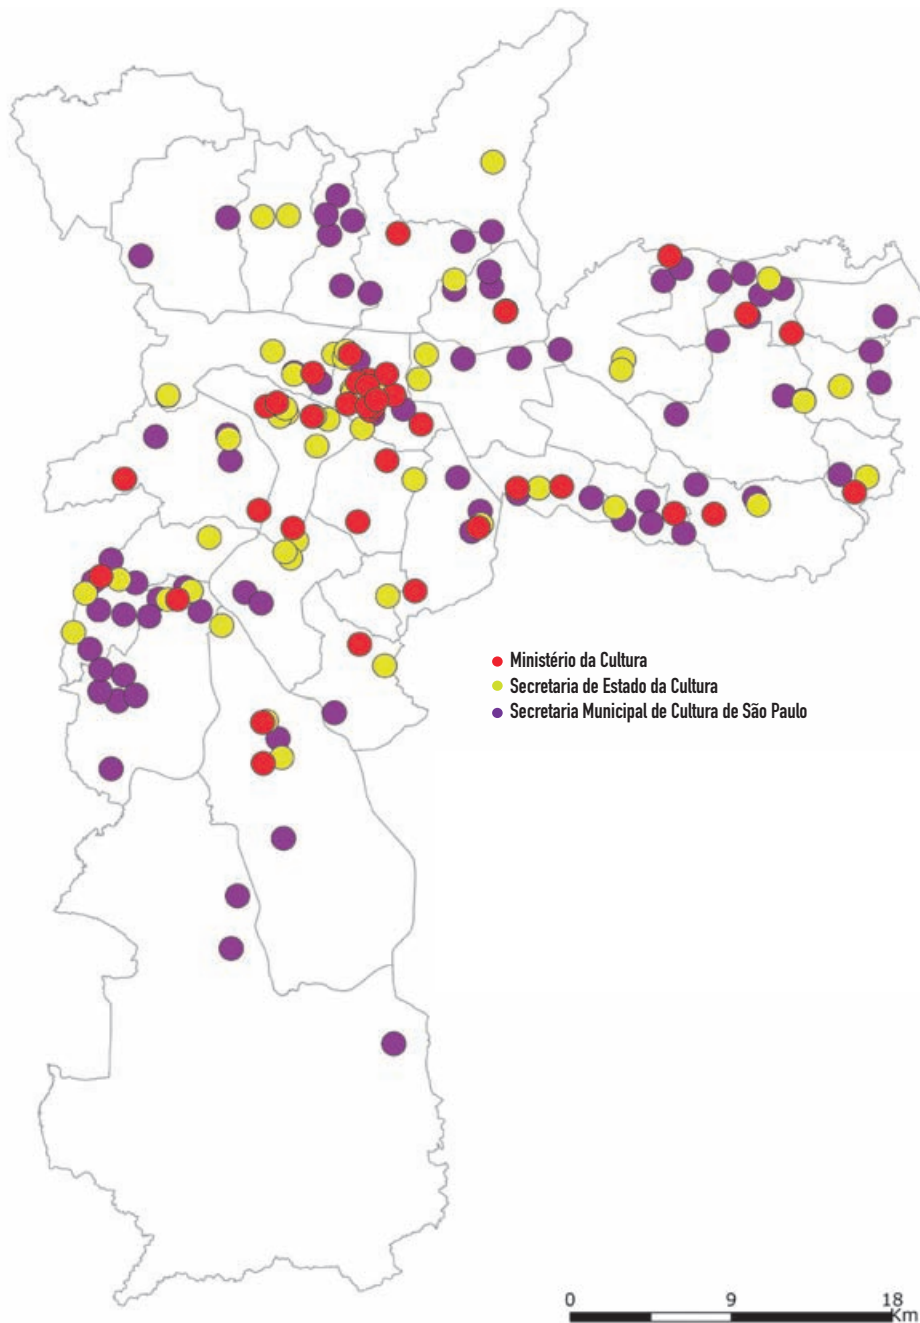 Ministério da Cultura
Secretaria de Estado da Cultura
Secretaria Municipal de Cultura de São Paulo
0 9 18
Km